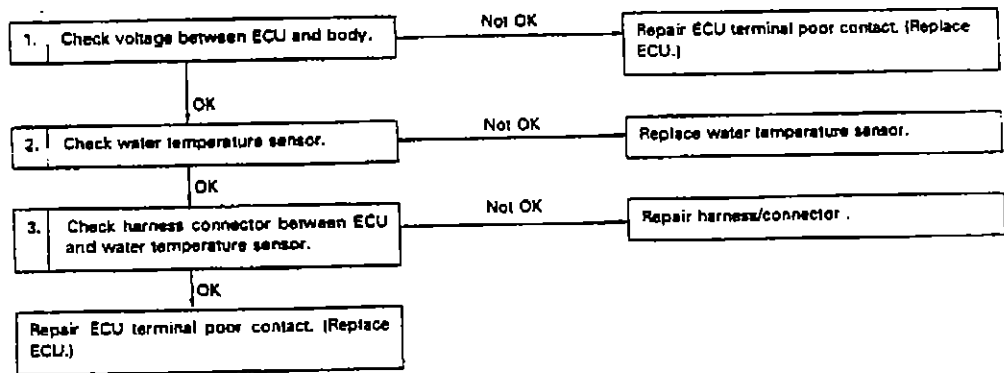 1. Check voltage between ECU and body.
Not OK
Repair ECU terminal poor contact. (Replace
ECU.)
OK
2. Check water temperature sensor.
Not OK
Replace water temperature sensor.
OK
3. Check harness connector between ECU
and water temperature sensor.
Not OK
Repair harness/connector .
OK
Repair ECU terminal poor contact. (Replace
ECU.)